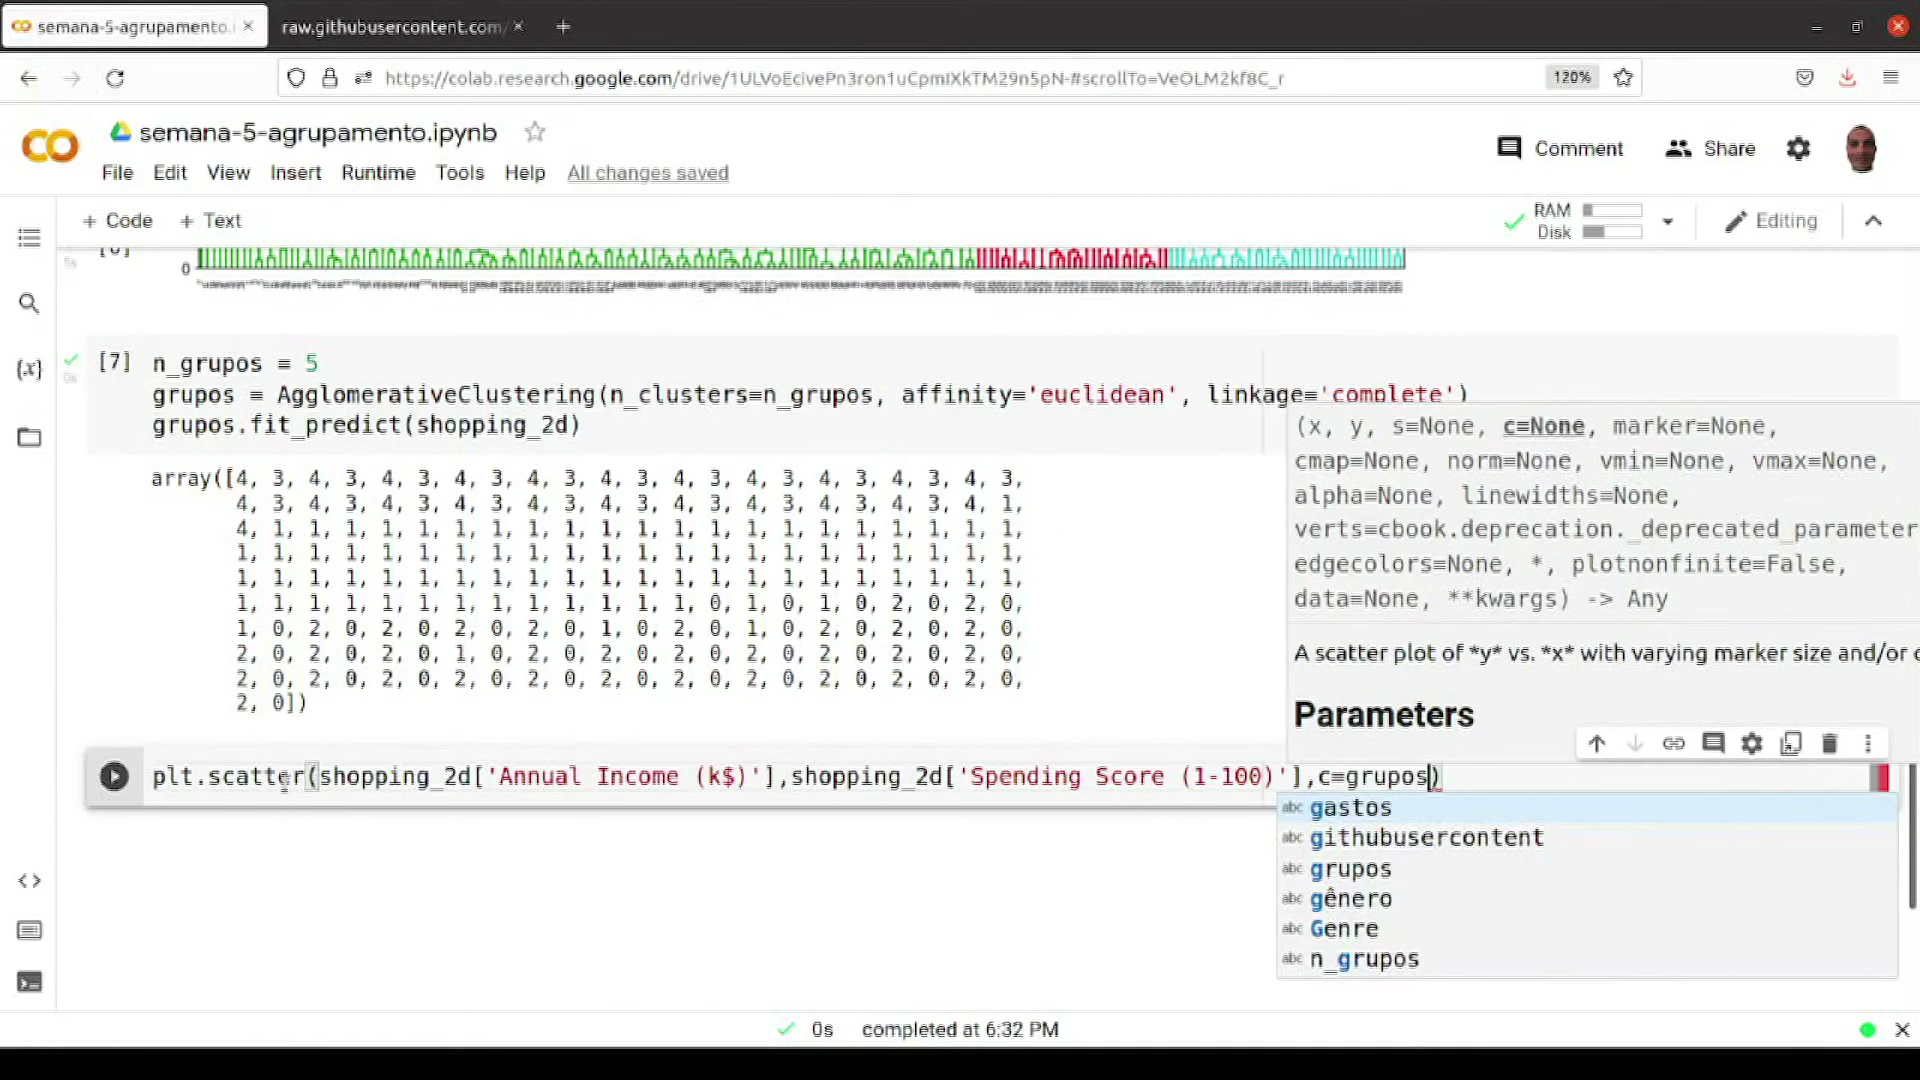 semana-5-agrupamento.
raw.githubusercontent.com/
https://colab.research.google.com/drive/1ULVoEcivePn3ron1uCpmIXkTM29n5pN-#scrollTo=VeOLM2kf8C_r
120%
semana-5-agrupamento.ipynb
Comment
Share
File Edit View Insert Runtime Tools Help All changes saved
+ Code + Text
RAM
Disk
Editing
5s
0
[7]
0s
n_grupos = 5
grupos = AgglomerativeClustering(n_clusters=n_grupos, affinity='euclidean', linkage='complete')
grupos.fit_predict(shopping_2d)
array([4, 3, 4, 3, 4, 3, 4, 3, 4, 3, 4, 3, 4, 3, 4, 3, 4, 3, 4, 3, 4, 3,
4, 3, 4, 3, 4, 3, 4, 3, 4, 3, 4, 3, 4, 3, 4, 3, 4, 3, 4, 1,
4, 1, 1, 1, 1, 1, 1, 1, 1, 1, 1, 1, 1, 1, 1, 1, 1, 1, 1, 1, 1, 1,
1, 1, 1, 1, 1, 1, 1, 1, 1, 1, 1, 1, 1, 1, 1, 1, 1, 1, 1, 1, 1, 1,
1, 1, 1, 1, 1, 1, 1, 1, 1, 1, 1, 1, 1, 1, 1, 1, 1, 1, 1, 1, 1, 1,
1, 1, 1, 1, 1, 1, 1, 1, 1, 1, 1, 1, 1, 0, 1, 0, 1, 0, 2, 0, 2, 0,
1, 0, 2, 0, 2, 0, 2, 0, 2, 0, 1, 0, 2, 0, 1, 0, 2, 0, 2, 0, 2, 0,
2, 0, 2, 0, 2, 0, 1, 0, 2, 0, 2, 0, 2, 0, 2, 0, 2, 0, 2, 0, 2, 0,
2, 0, 2, 0, 2, 0, 2, 0, 2, 0, 2, 0, 2, 0, 2, 0, 2, 0, 2, 0, 2, 0,
2, 0])
(x, y, s=None, c=None, marker=None,
cmap=None, norm=None, vmin=None, vmax=None,
alpha=None, linewidths=None,
verts=cbook.deprecation._deprecated_parameter
edgecolors=None, *, plotnonfinite=False,
data=None, **kwargs) -> Any
A scatter plot of *y* vs. *x* with varying marker size and/or
Parameters
plt.scatter(shopping_2d['Annual Income (k$)'],shopping_2d['Spending Score (1-100)'],c=grupos)
abc gastos
abc githubusercontent
abc grupos
abc gênero
abc Genre
abc n_grupos
0s completed at 6:32 PM